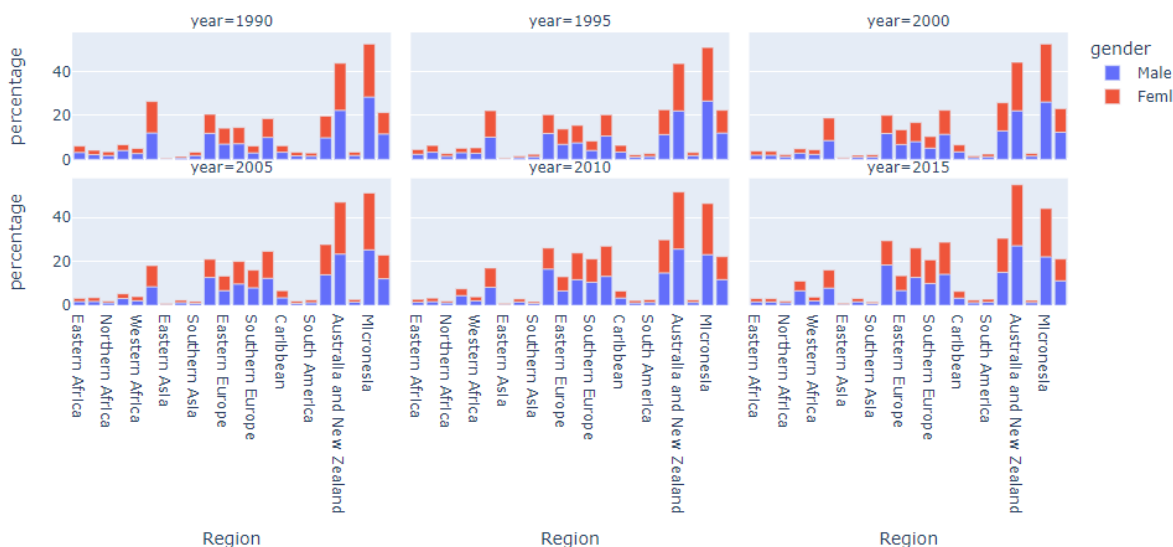 year=1990 year=1995 year=2000
gender
Male
Feml
percentage
40
20
0
year=2005 year=2010 year=2015
percentage
40
20
0
Eastern Africa
Northern Africa
Western Africa
Eastern Asia
Southern Asia
Eastern Europe
Southern Europe
Caribbean
South America
Australia and New Zealand
MIcronesia
Eastern Africa
Northern Africa
Western Africa
Eastern Asia
Southern Asia
Eastern Europe
Southern Europe
Caribbean
South America
Australia and New Zealand
MIcronesia
Eastern Africa
Northern Africa
Western Africa
Eastern Asia
Southern Asia
Eastern Europe
Southern Europe
Caribbean
South America
Australia and New Zealand
MIcronesia
Region Region Region